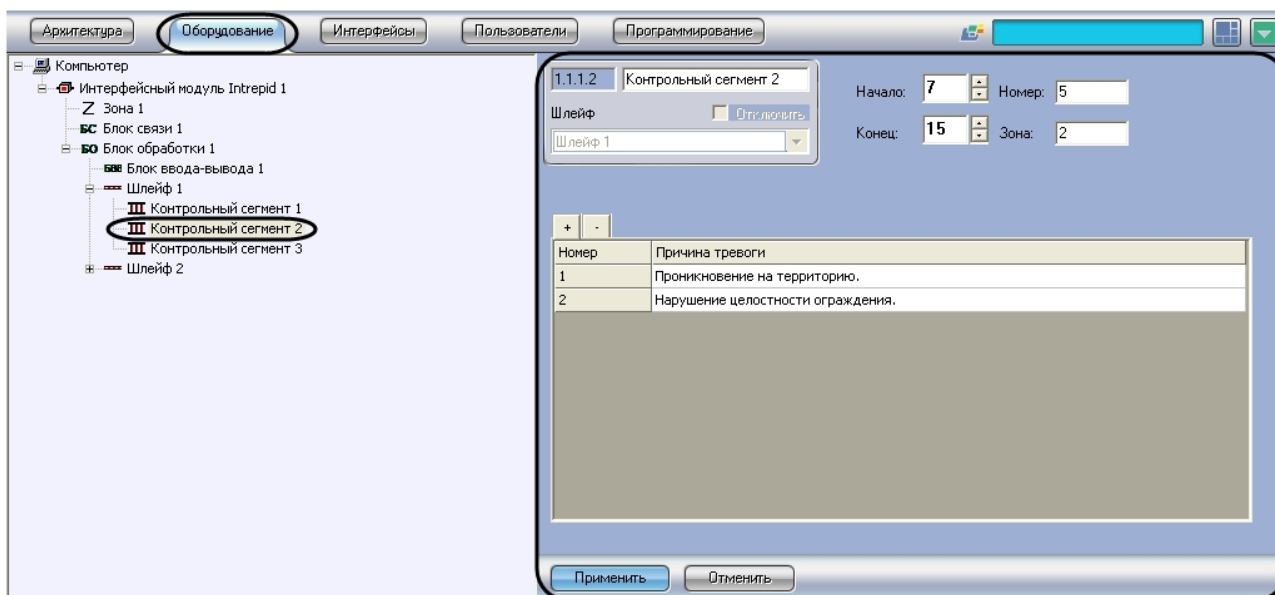 Архитектура Оборудование Интерфейсы Пользователи Программирование
Компьютер
Интерфейсный модуль Intrepid 1
Z Зона 1
БС Блок связи 1
БО Блок обработки 1
БВВ Блок ввода-вывода 1
Шлейф 1
Контрольный сегмент 1
Контрольный сегмент 2
Контрольный сегмент 3
Шлейф 2
1.1.1.2 Контрольный сегмент 2
Шлейф Отключить
Шлейф 1
Начало: 7 Номер: 5
Конец: 15 Зона: 2
+ -
Номер Причина тревоги
1 Проникновение на территорию.
2 Нарушение целостности ограждения.
Применить Отменить